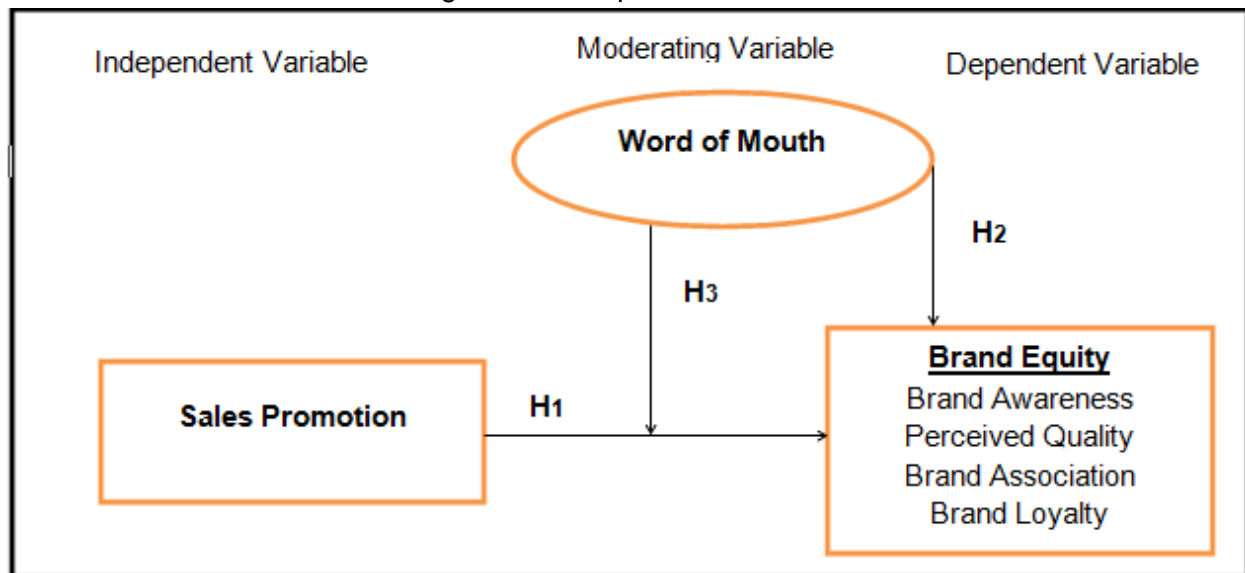 Independent Variable
Moderating Variable
Dependent Variable
Word of Mouth
H2
H3
Brand Equity
Brand Awareness
Perceived Quality
Brand Association
Brand Loyalty
Sales Promotion
H1